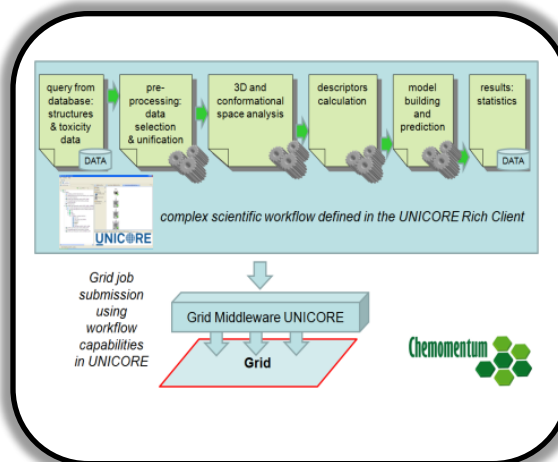 query from
database:
structures
& toxicity
data
DATA
pre-
processing:
data
selection
& unification
3D and
conformational
space analysis
descriptors
calculation
model
building
and
prediction
results:
statistics
DATA
UNICORE
complex scientific workflow defined in the UNICORE Rich Client
Grid job
submission
using
workflow
capabilities
in UNICORE
Grid Middleware UNICORE
Grid
Chemomentum